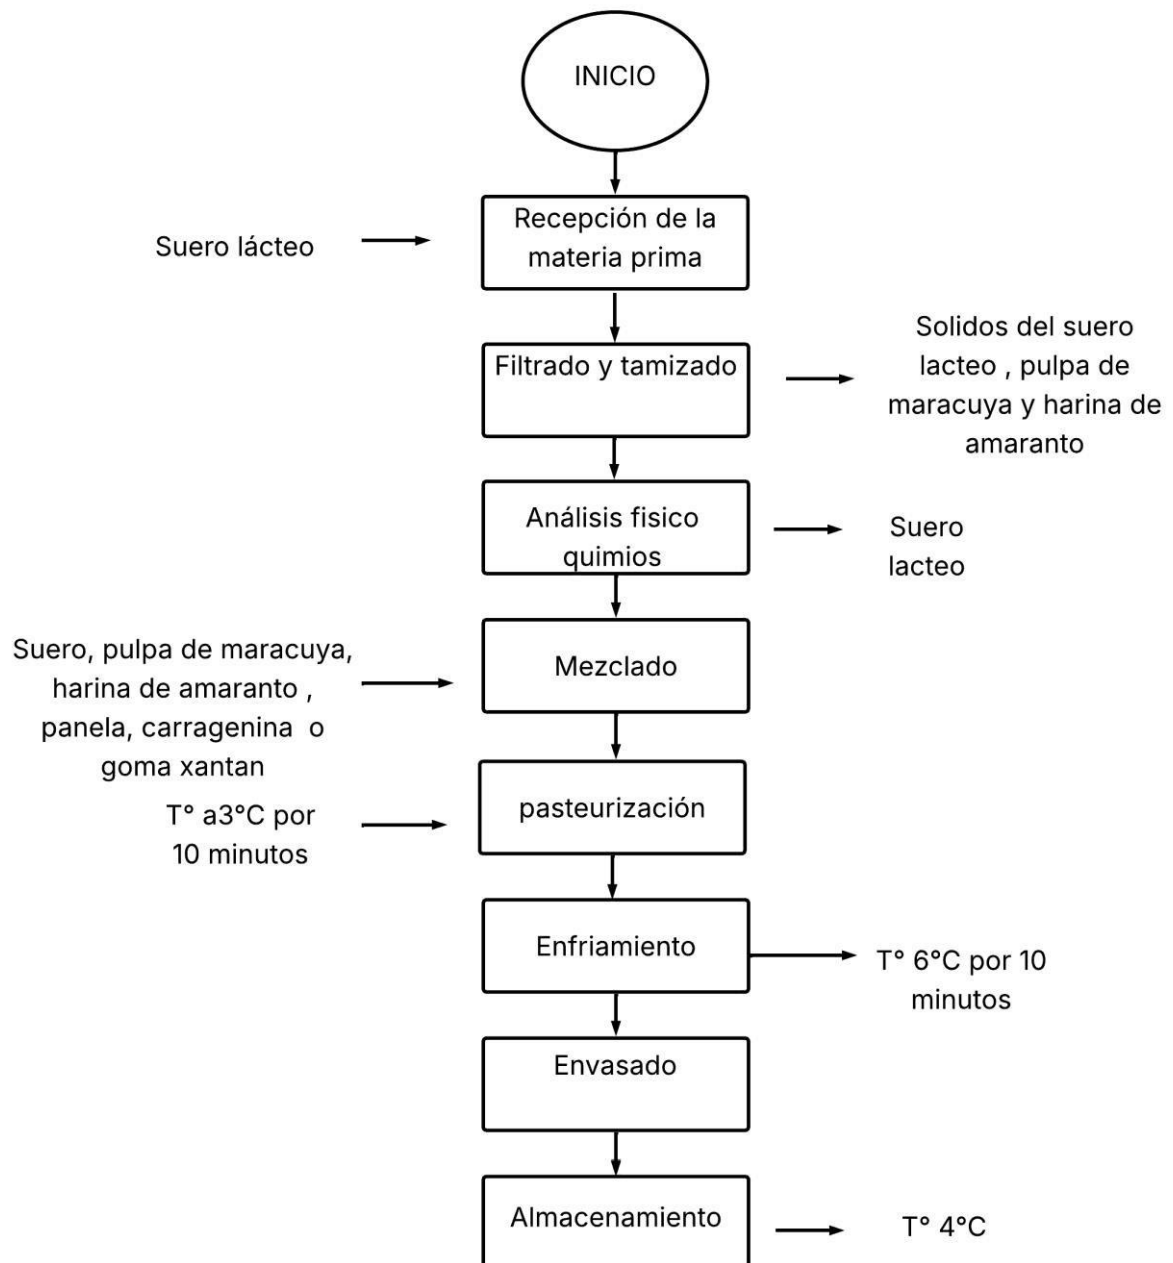 INICIO
Recepción de la
materia prima
Suero lácteo
Filtrado y tamizado
Solidos del suero
lacteo , pulpa de
maracuya y harina de
amaranto
Análisis fisico
quimios
Suero
lacteo
Mezclado
Suero, pulpa de maracuya,
harina de amaranto ,
panela, carragenina o
goma xantan
pasteurización
T° a3°C por
10 minutos
Enfriamiento
T° 6°C por 10
minutos
Envasado
Almacenamiento
T° 4°C